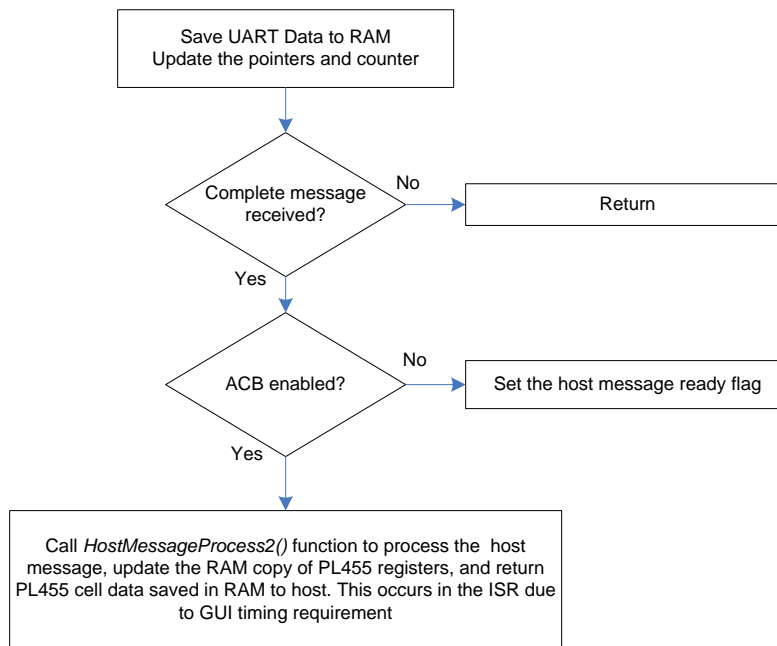 Save UART Data to RAM
Update the pointers and counter
Complete message
received?
No
Return
Yes
ACB enabled?
No
Set the host message ready flag
Yes
Call HostMessageProcess2() function to process the host
message, update the RAM copy of PL455 registers, and return
PL455 cell data saved in RAM to host. This occurs in the ISR due
to GUI timing requirement